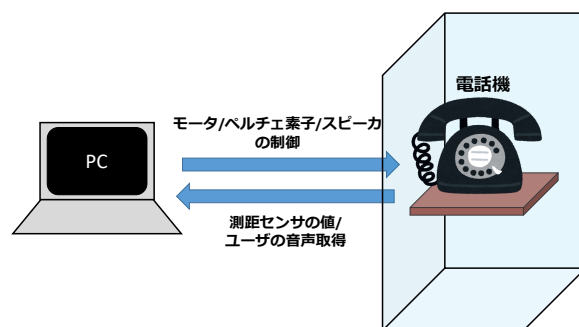 電話機
モータ/ペルチェ素子/スピーカ
の制御
PC
測距センサの値/
ユーザの音声取得